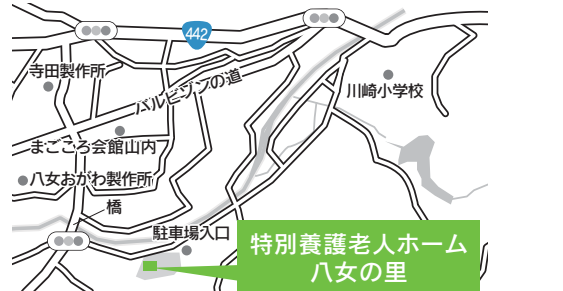 442
寺田製作所
バルビゾンの道
川崎小学校
まごころ会館山内
八女おがわ製作所
橋
駐車場入口
特別養護老人ホーム
八女の里